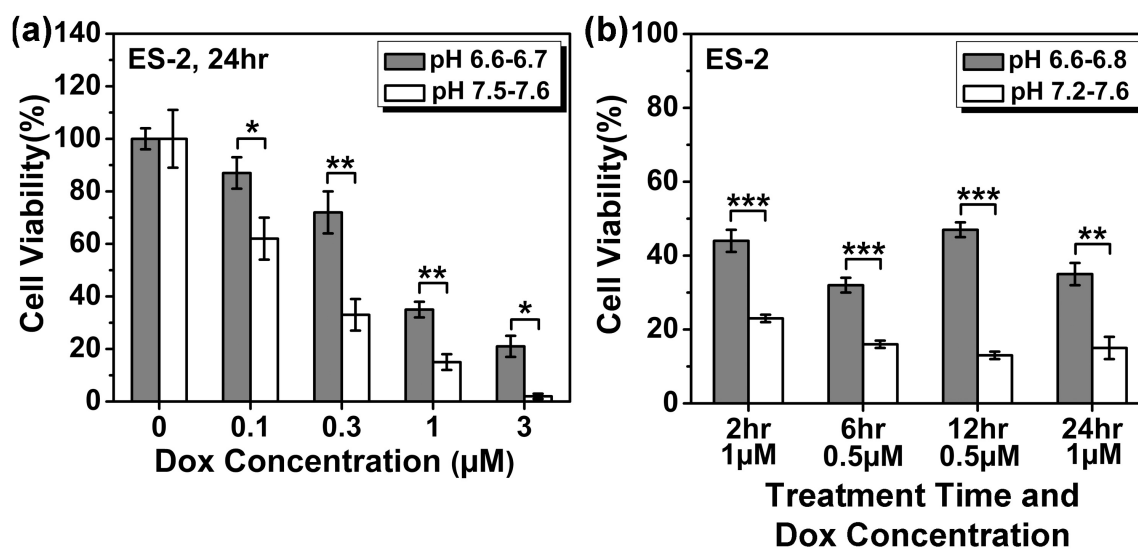 (a)
ES-2, 24hr
pH 6.6-6.7
pH 7.5-7.6
Cell Viability(%)
140
120
100
80
60
40
20
0
*
**
**
*
0 0.1 0.3 1 3
Dox Concentration (μM)
(b)
ES-2
pH 6.6-6.8
pH 7.2-7.6
Cell Viability(%)
100
80
60
40
20
0
***
***
***
**
2hr 6hr 12hr 24hr
1μM 0.5μM 0.5μM 1μM
Treatment Time and
Dox Concentration